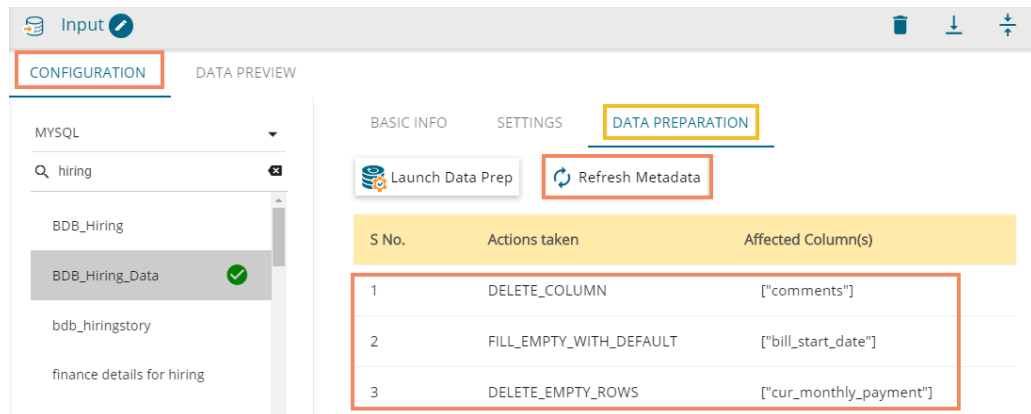 Input
CONFIGURATION DATA PREVIEW
MYSQL
hiring
BDB_Hiring
BDB_Hiring_Data
bdb_hiringstory
finance details for hiring
BASIC INFO SETTINGS DATA PREPARATION
Launch Data Prep Refresh Metadata
S No. Actions taken Affected Column(s)
1 DELETE_COLUMN ["comments"]
2 FILL_EMPTY_WITH_DEFAULT ["bill_start_date"]
3 DELETE_EMPTY_ROWS ["cur_monthly_payment"]